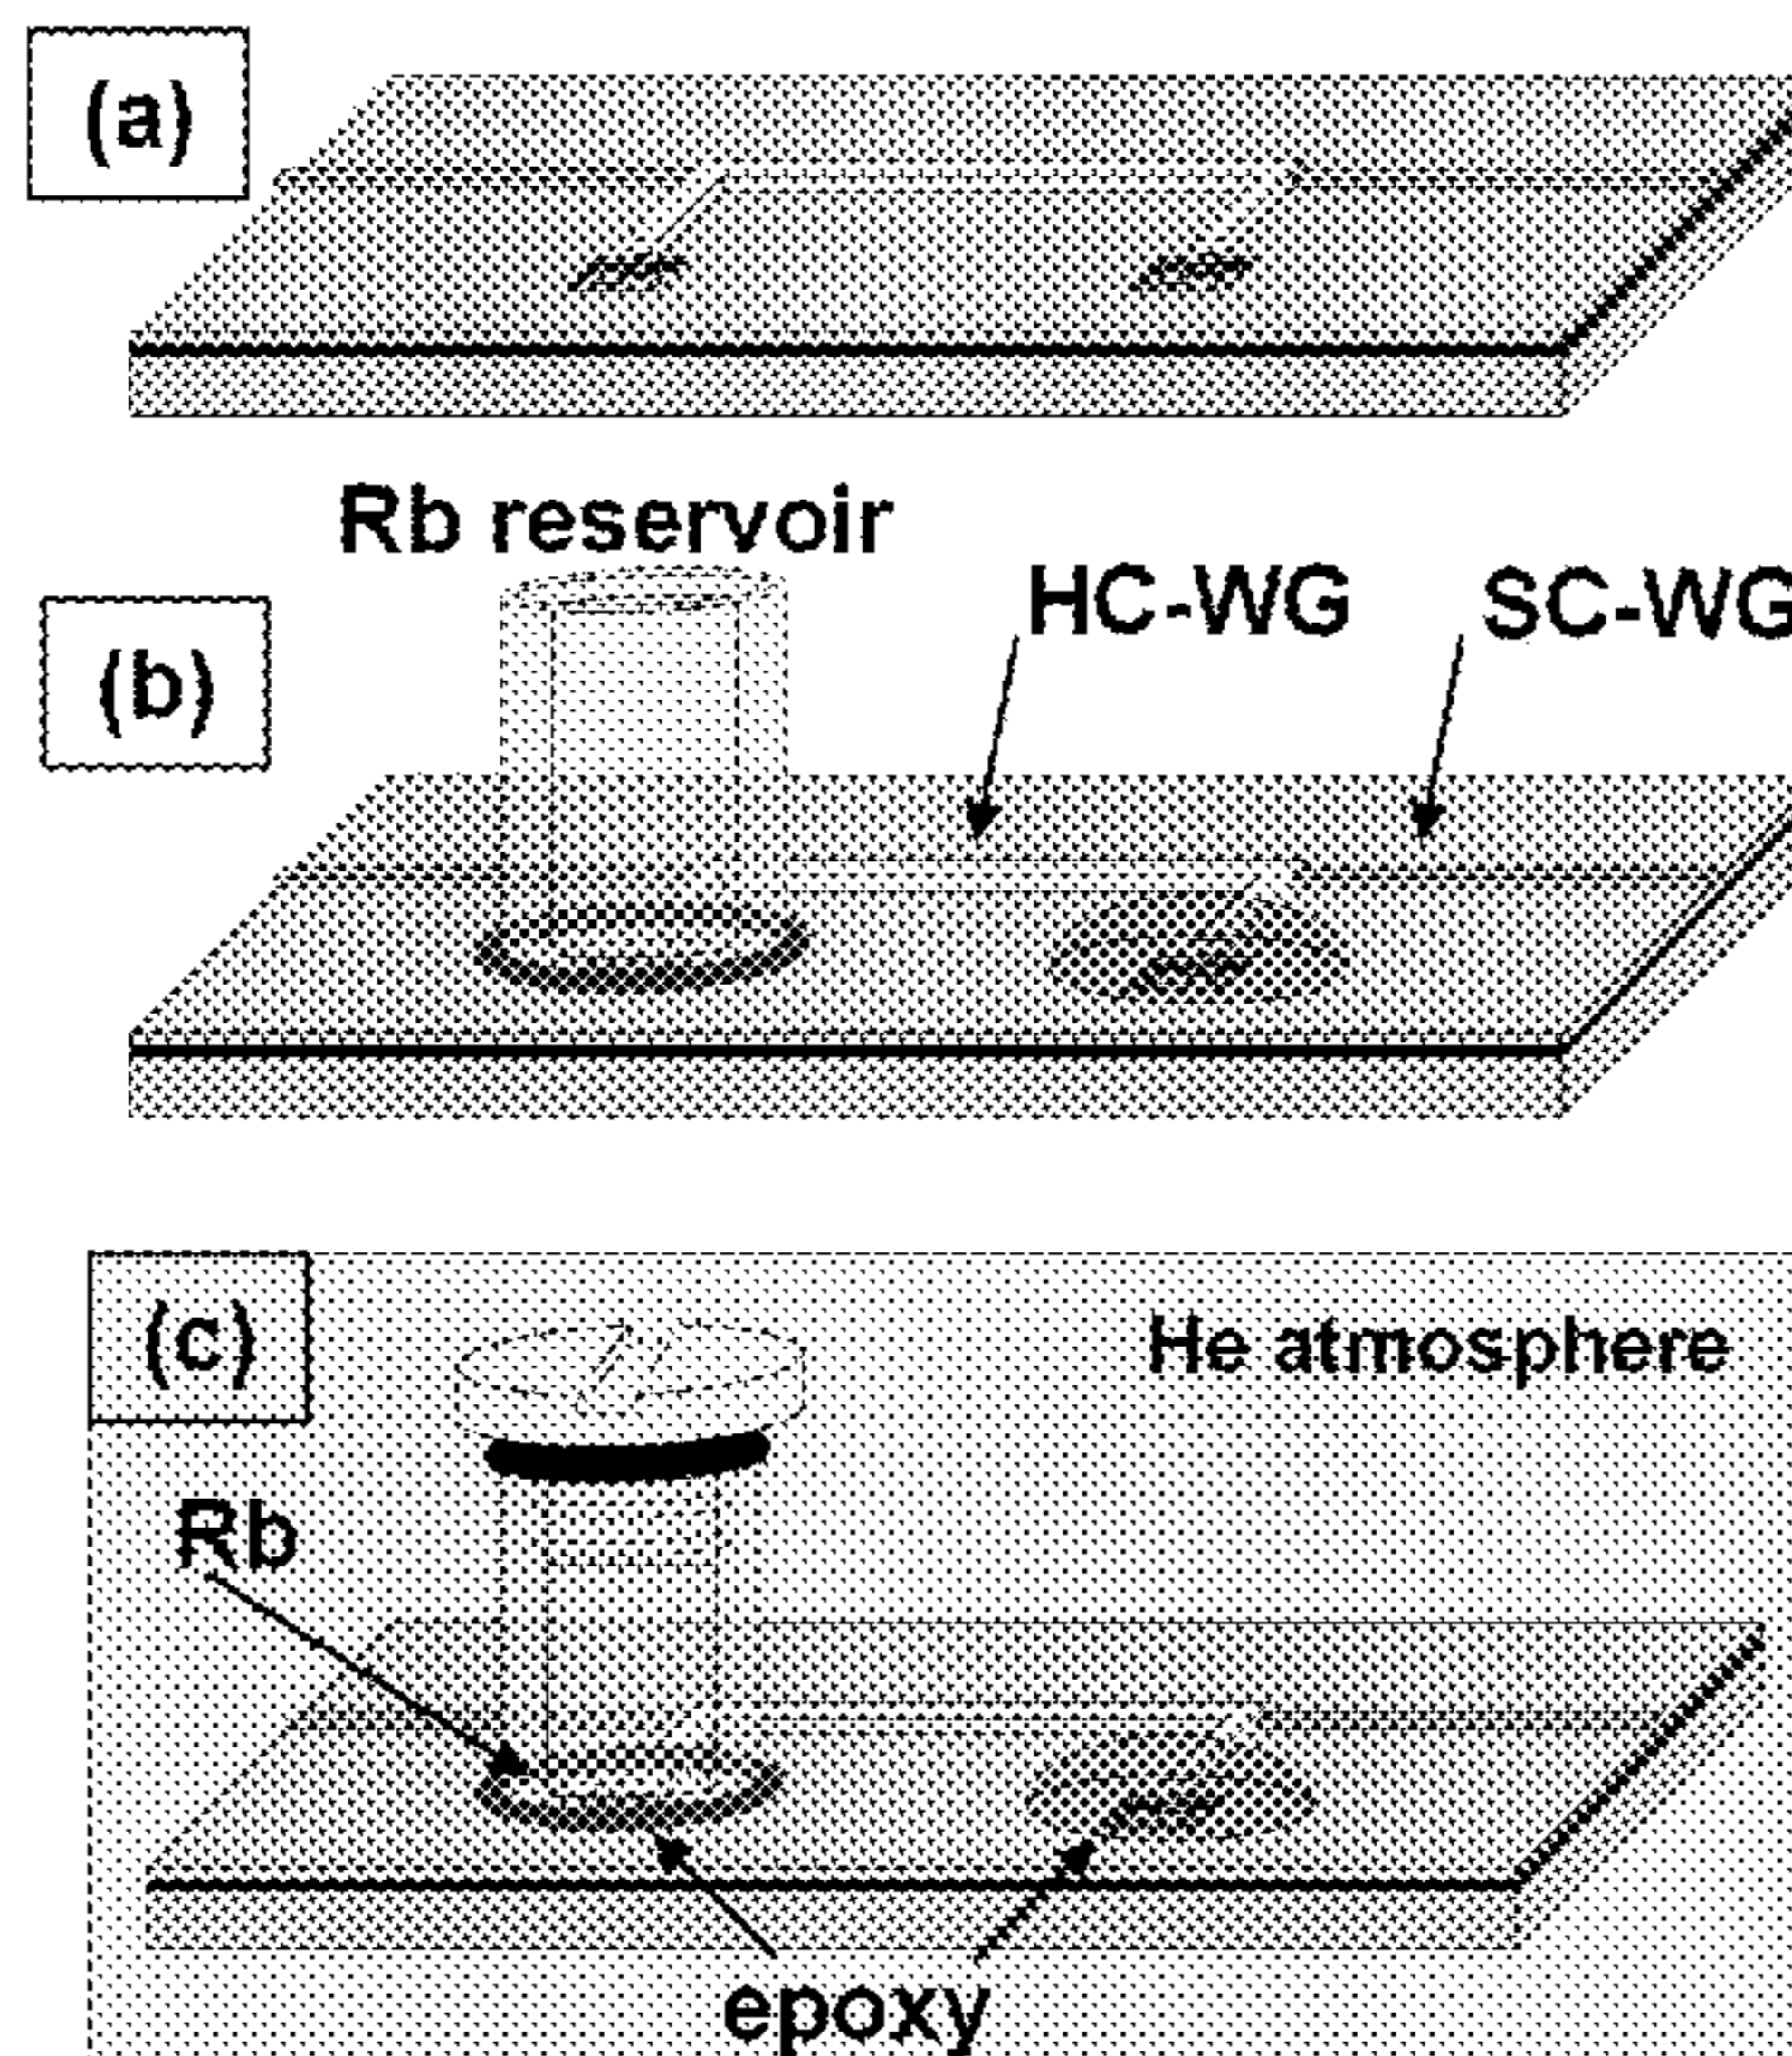 (a)
Rb reservoir
HC-WG
SC-WG
(b)
(c)
He atmosphere
Rb
epoxy